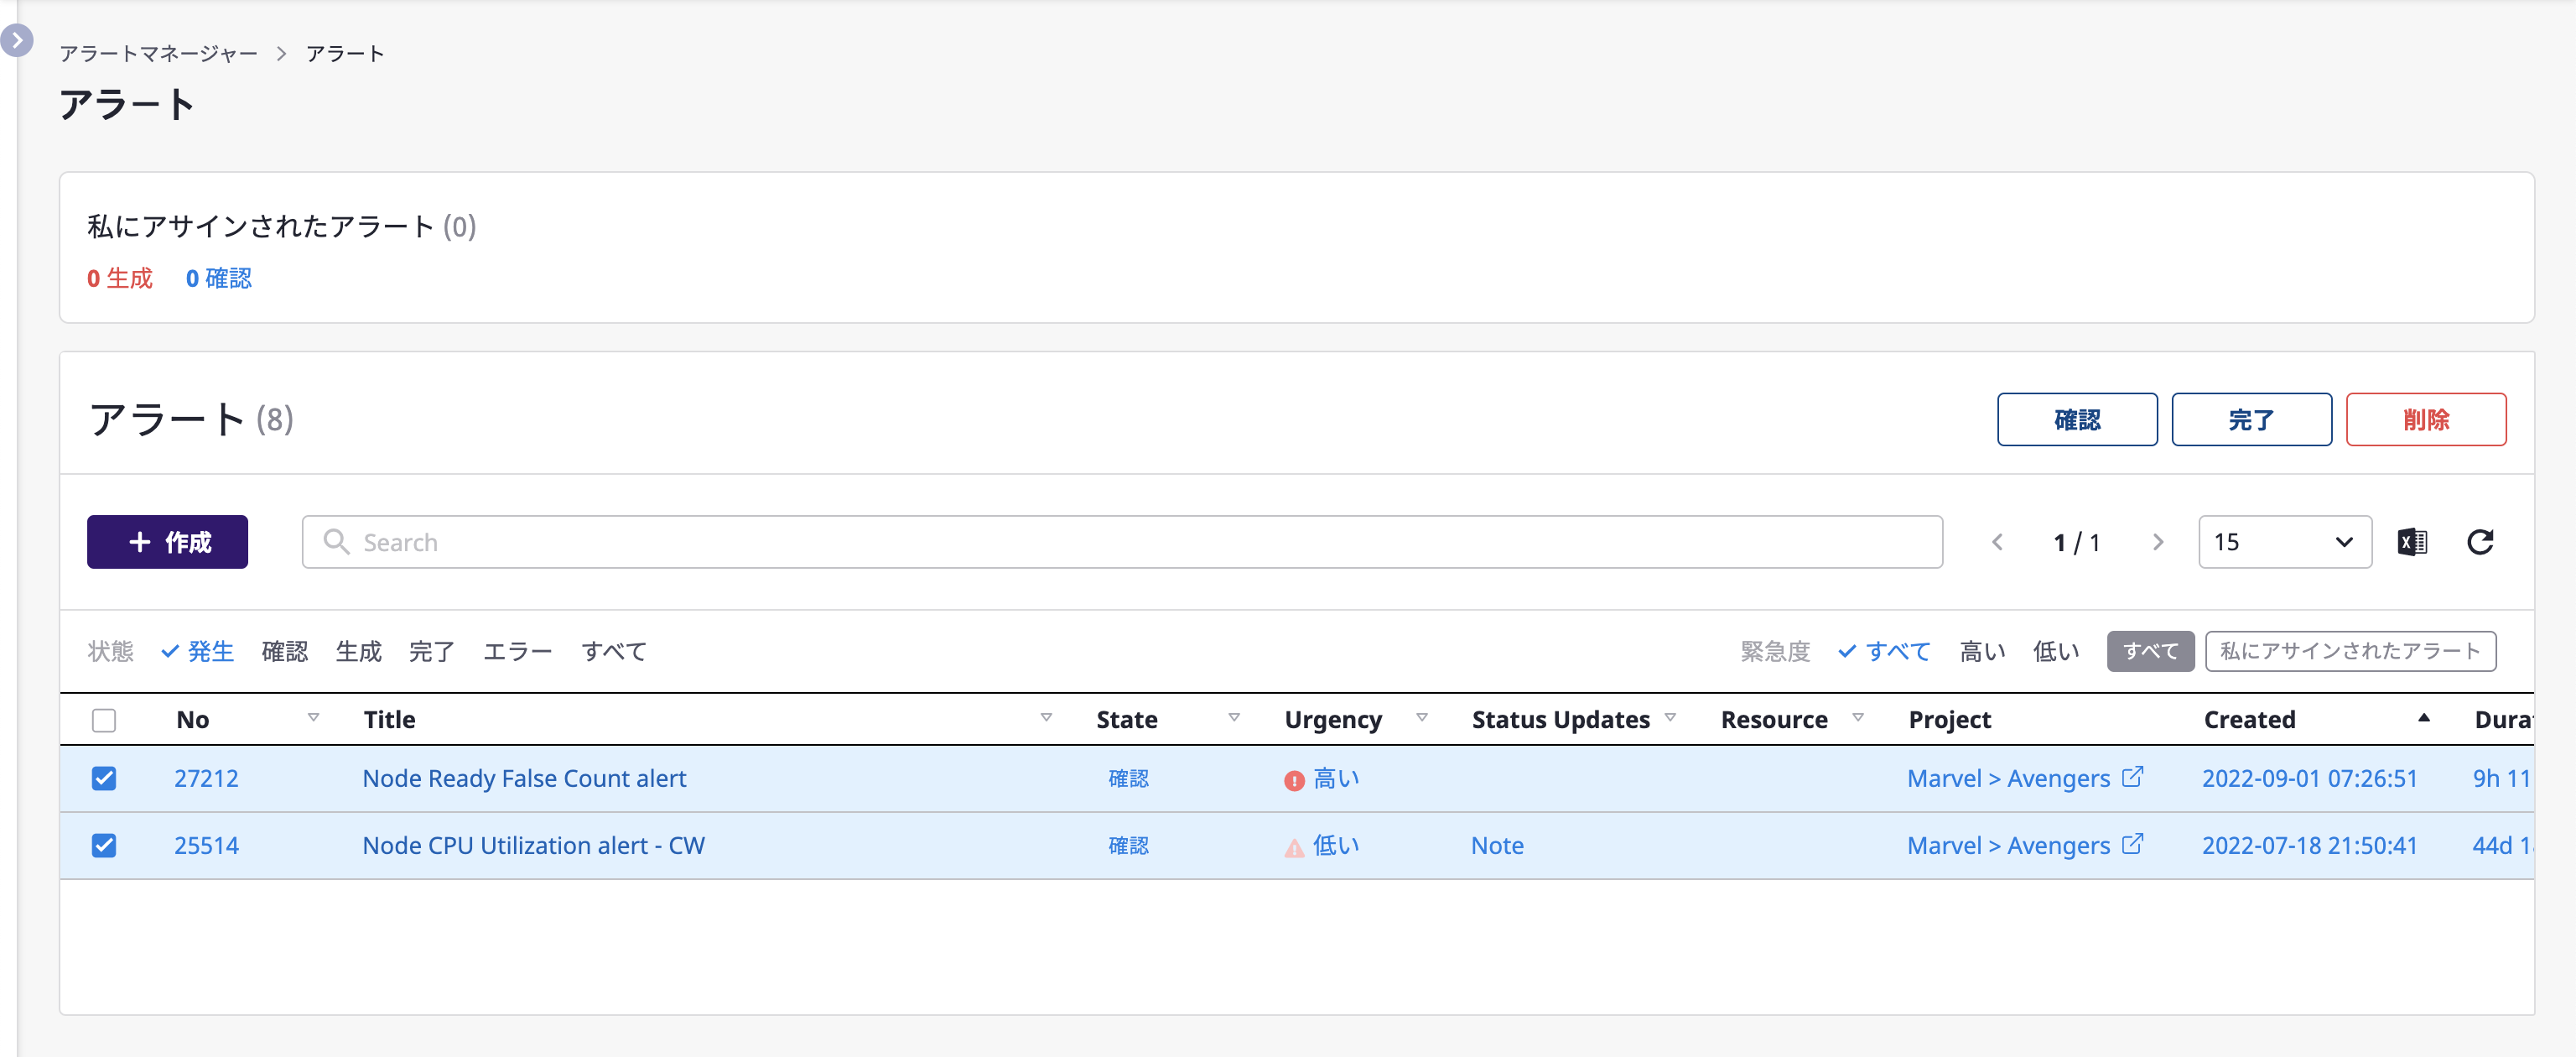 アラートマネージャー > アラート
アラート
私にアサインされたアラート (0)
0 生成 0 確認
アラート (8)
確認 完了 削除
+ 作成 Search 1 / 1 15
状態 発生 確認 生成 完了 エラー すべて 緊急度 すべて 高い 低い すべて 私にアサインされたアラート
No Title State Urgency Status Updates Resource Project Created
27212 Node Ready False Count alert 確認 高い Marvel > Avengers 2022-09-01 07:26:51 9h 11
25514 Node CPU Utilization alert - CW 確認 低い Note Marvel > Avengers 2022-07-18 21:50:41 44d